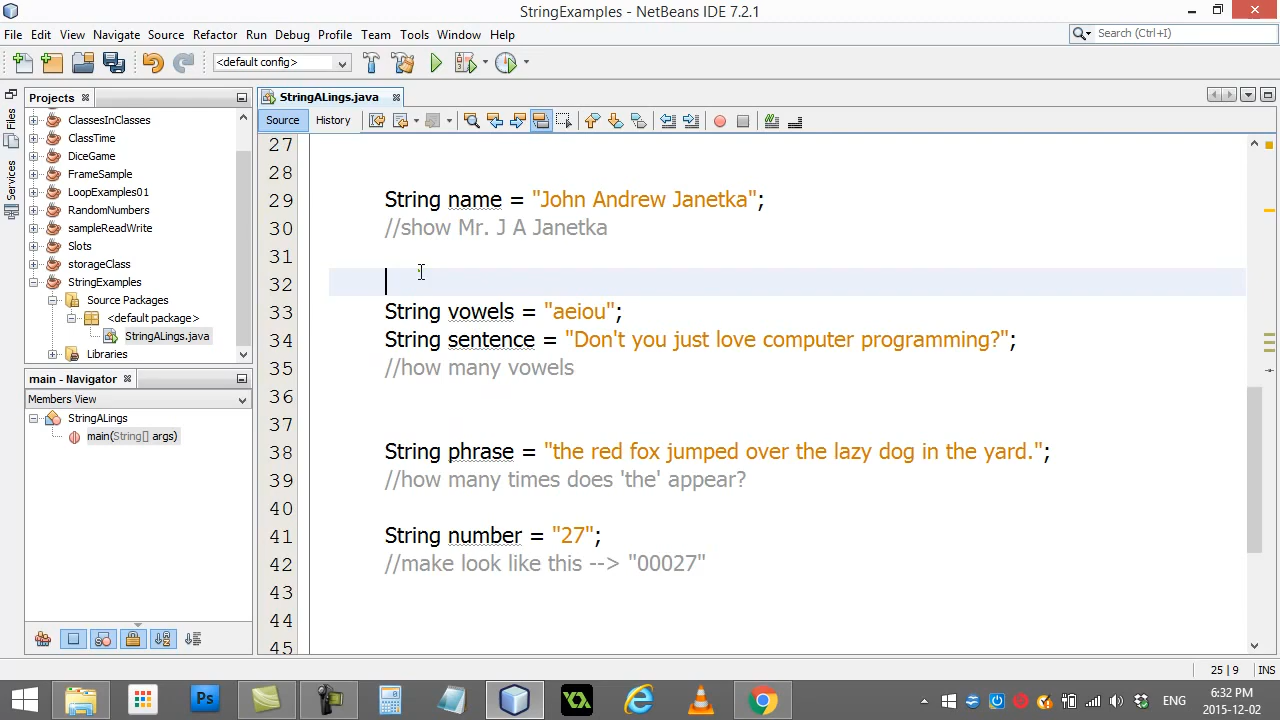 StringExamples - NetBeans IDE 7.2.1
File Edit View Navigate Source Refactor Run Debug Profile Team Tools Window Help
Search (Ctrl+I)
<default config>
Projects
StringALings.java
Files
Services
Source History
ClassesInClasses
ClassTime
DiceGame
FrameSample
LoopExamples01
RandomNumbers
sampleReadWrite
Slots
storageClass
StringExamples
Source Packages
<default package>
StringALings.java
Libraries
main - Navigator
Members View
StringALings
main(String[] args)
27
28
29 String name = "John Andrew Janetka";
30 //show Mr. J A Janetka
31
32
33 String vowels = "aeiou";
34 String sentence = "Don't you just love computer programming?";
35 //how many vowels
36
37
38 String phrase = "the red fox jumped over the lazy dog in the yard.";
39 //how many times does 'the' appear?
40
41 String number = "27";
42 //make look like this --> "00027"
43
44
45
25 | 9 INS
Ps
ENG
6:32 PM
2015-12-02